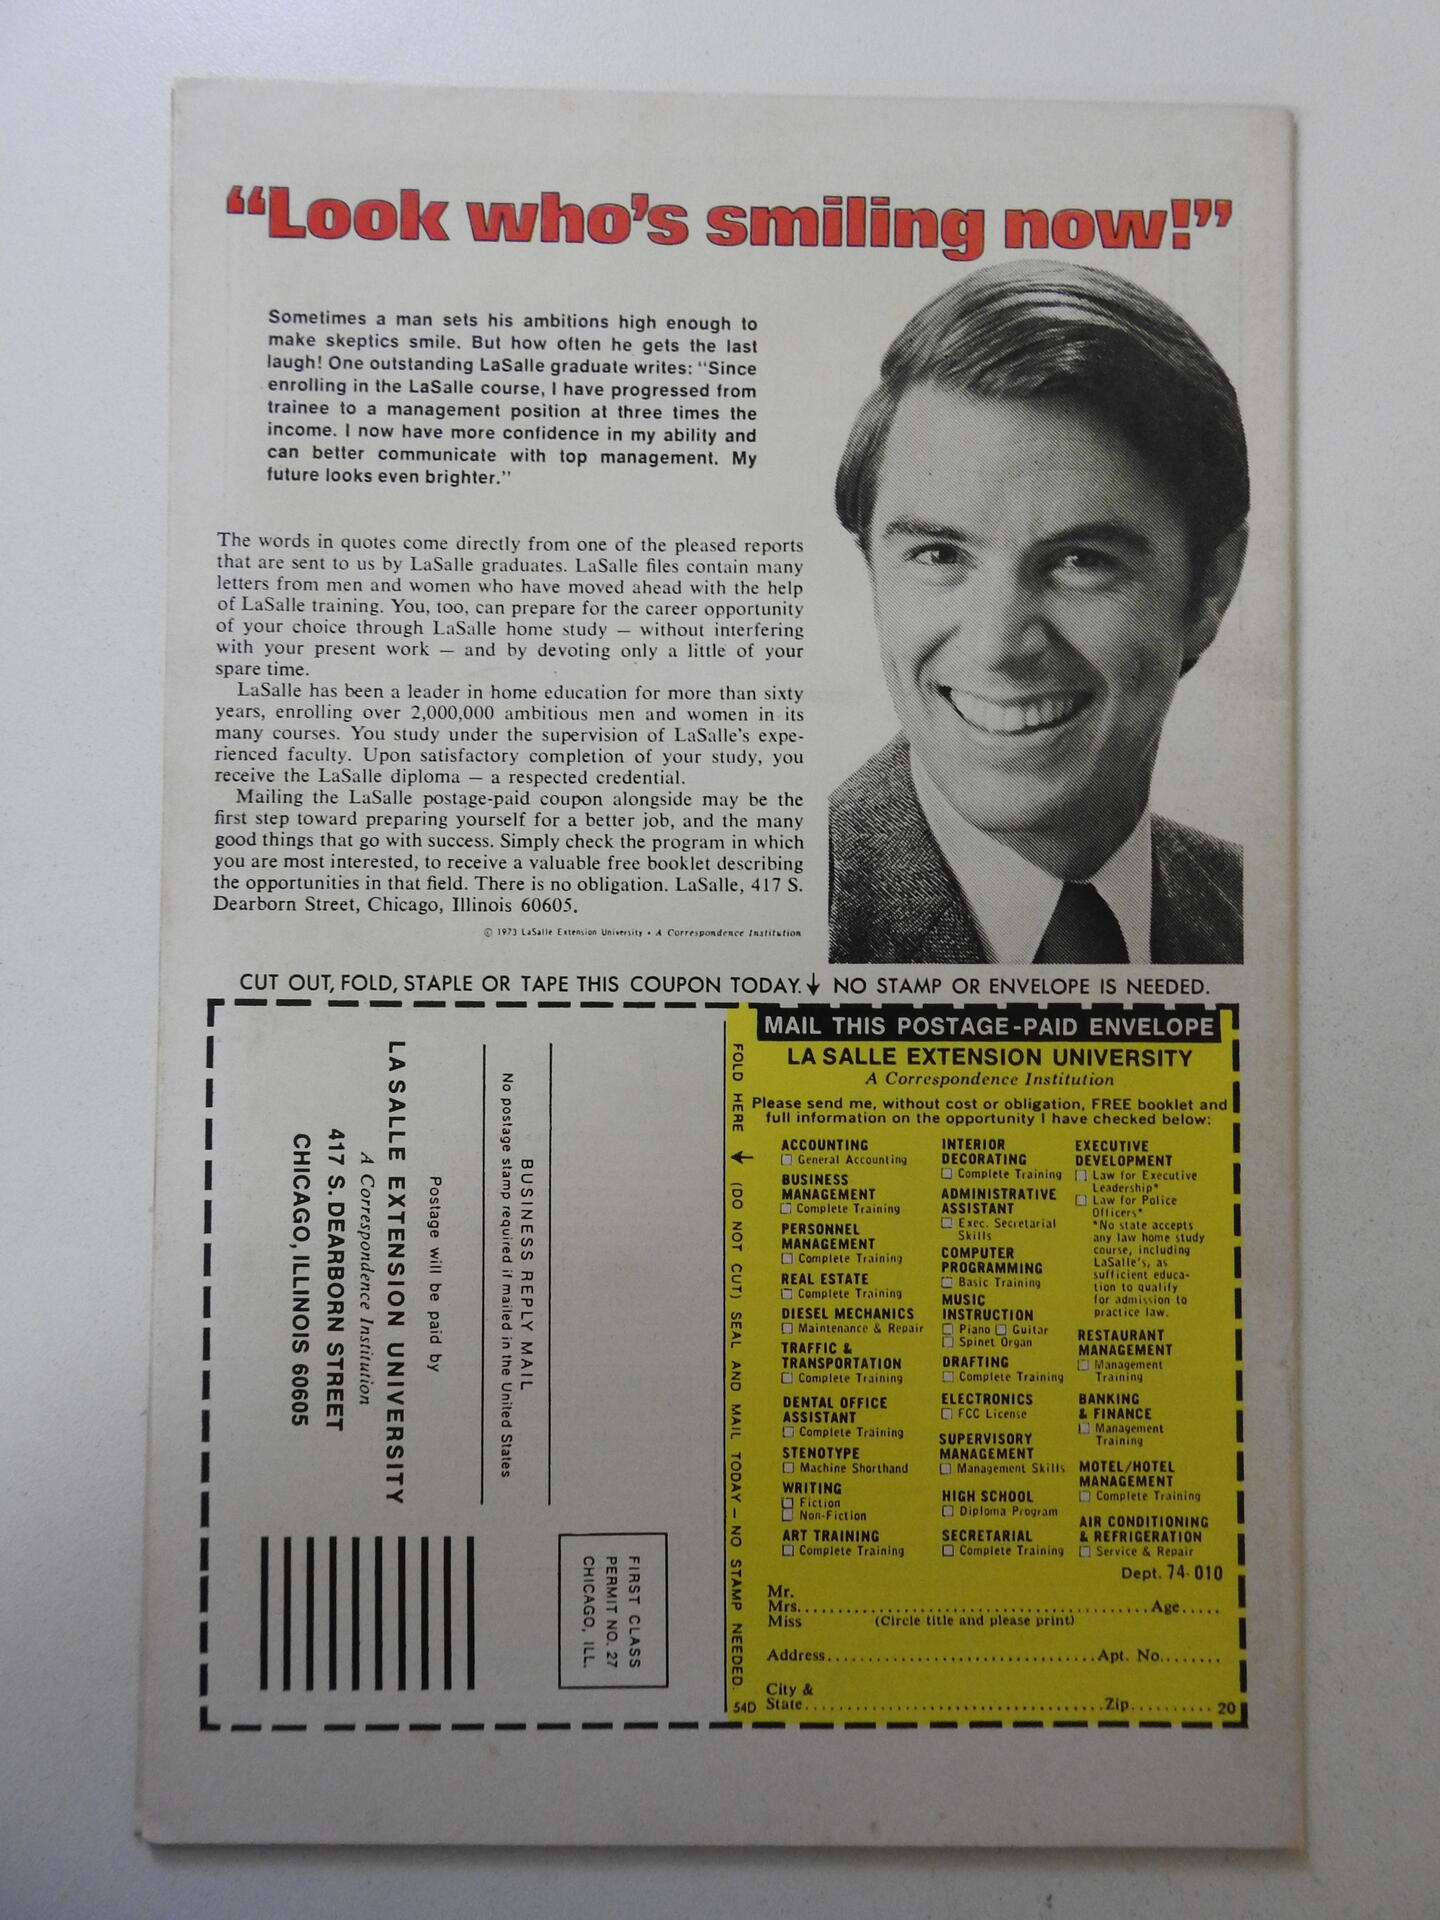 “Look who’s smiling now!”
Sometimes a man sets his ambitions high enough to
make skeptics smile. But how often he gets the last
laugh! One outstanding LaSalle graduate writes: “Since
enrolling in the LaSalle course, I have progressed from
trainee to a management position at three times the
income. I now have more confidence in my ability and
can better communicate with top management. My
future looks even brighter.”
The words in quotes come directly from one of the pleased reports
that are sent to us by LaSalle graduates. LaSalle files contain many
letters from men and women who have moved ahead with the help
of LaSalle training. You, too, can prepare for the career opportunity
of your choice through LaSalle home study — without interfering
with your present work — and by devoting only a little of your
spare time.
LaSalle has been a leader in home education for more than sixty
years, enrolling over 2,000,000 ambitious men and women in its
many courses. You study under the supervision of LaSalle’s expe-
rienced faculty. Upon satisfactory completion of your study, you
receive the LaSalle diploma — a respected credential.
Mailing the LaSalle postage-paid coupon alongside may be the
first step toward preparing yourself for a better job, and the many
good things that go with success. Simply check the program in which
you are most interested, to receive a valuable free booklet describing
the opportunities in that field. There is no obligation. LaSalle, 417 S.
Dearborn Street, Chicago, Illinois 60605.
© 1973 LaSalle Extension University • A Correspondence Institution
CUT OUT, FOLD, STAPLE OR TAPE THIS COUPON TODAY. ↓ NO STAMP OR ENVELOPE IS NEEDED.
FIRST CLASS
PERMIT NO. 27
CHICAGO, ILL.
BUSINESS REPLY MAIL
No postage stamp required if mailed in the United States
Postage will be paid by
LA SALLE EXTENSION UNIVERSITY
A Correspondence Institution
417 S. DEARBORN STREET
CHICAGO, ILLINOIS 60605
FOLD HERE → (DO NOT CUT) SEAL AND MAIL TODAY — NO STAMP NEEDED.
MAIL THIS POSTAGE-PAID ENVELOPE
LA SALLE EXTENSION UNIVERSITY
A Correspondence Institution
Please send me, without cost or obligation, FREE booklet and
full information on the opportunity I have checked below:
ACCOUNTING
☐ General Accounting
BUSINESS
MANAGEMENT
☐ Complete Training
PERSONNEL
MANAGEMENT
☐ Complete Training
REAL ESTATE
☐ Complete Training
DIESEL MECHANICS
☐ Maintenance & Repair
TRAFFIC &
TRANSPORTATION
☐ Complete Training
DENTAL OFFICE
ASSISTANT
☐ Complete Training
STENOTYPE
☐ Machine Shorthand
WRITING
☐ Fiction
☐ Non-Fiction
ART TRAINING
☐ Complete Training
INTERIOR
DECORATING
☐ Complete Training
ADMINISTRATIVE
ASSISTANT
☐ Exec. Secretarial
Skills
COMPUTER
PROGRAMMING
☐ Basic Training
MUSIC
INSTRUCTION
☐ Piano ☐ Guitar
☐ Spinet Organ
DRAFTING
☐ Complete Training
ELECTRONICS
☐ FCC License
SUPERVISORY
MANAGEMENT
☐ Management Skills
HIGH SCHOOL
☐ Diploma Program
SECRETARIAL
☐ Complete Training
EXECUTIVE
DEVELOPMENT
☐ Law for Executive
Leadership*
☐ Law for Police
Officers*
*No state accepts
any law home study
course, including
LaSalle’s, as
sufficient educa-
tion to qualify
for admission to
practice law.
RESTAURANT
MANAGEMENT
☐ Management
Training
BANKING
& FINANCE
☐ Management
Training
MOTEL/HOTEL
MANAGEMENT
☐ Complete Training
AIR CONDITIONING
& REFRIGERATION
☐ Service & Repair
Dept. 74-010
Mr.
Mrs.............................................Age.....
Miss (Circle title and please print)
Address..................................Apt. No........
City &
State.....................................Zip..........
54D
20